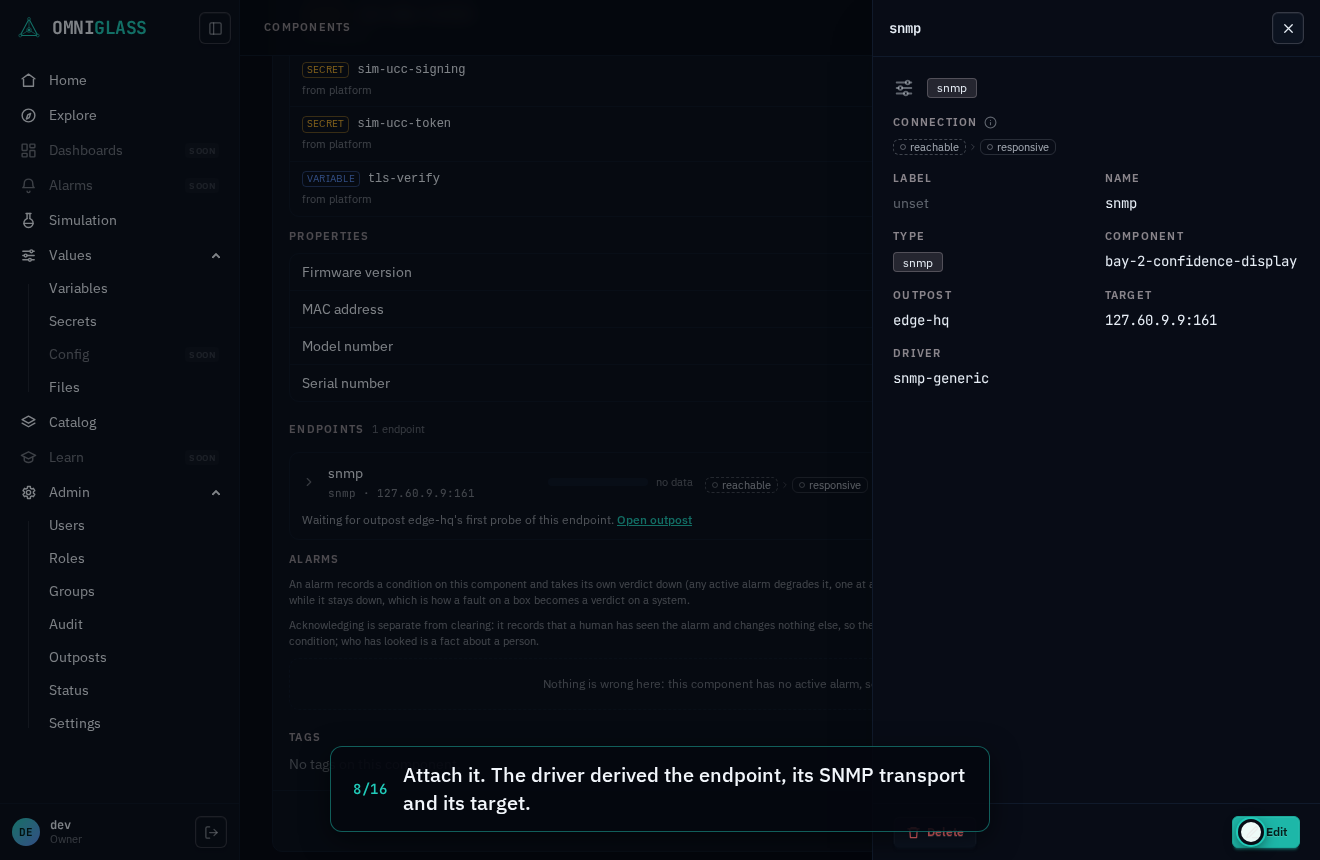 OMNIGLASS
COMPONENTS
Home
Explore
Dashboards SOON
Alarms SOON
Simulation
Values
Variables
Secrets
Config SOON
Files
Catalog
Learn SOON
Admin
Users
Roles
Groups
Audit
Outposts
Status
Settings
DE dev
Owner
SECRET sim-ucc-signing
from platform
SECRET sim-ucc-token
from platform
VARIABLE tls-verify
from platform
PROPERTIES
Firmware version
MAC address
Model number
Serial number
ENDPOINTS 1 endpoint
snmp
snmp · 127.60.9.9:161
no data reachable › responsive
Waiting for outpost edge-hq's first probe of this endpoint. Open outpost
ALARMS
An alarm records a condition on this component and takes its own verdict down (any active alarm degrades it, one at a
while it stays down, which is how a fault on a box becomes a verdict on a system.
Acknowledging is separate from clearing: it records that a human has seen the alarm and changes nothing else, so the
condition; who has looked is a fact about a person.
Nothing is wrong here: this component has no active alarm, s
TAGS
No tag
8/16 Attach it. The driver derived the endpoint, its SNMP transport
and its target.
snmp
snmp
CONNECTION
reachable › responsive
LABEL
unset
NAME
snmp
TYPE
snmp
COMPONENT
bay-2-confidence-display
OUTPOST
edge-hq
TARGET
127.60.9.9:161
DRIVER
snmp-generic
Delete
Edit